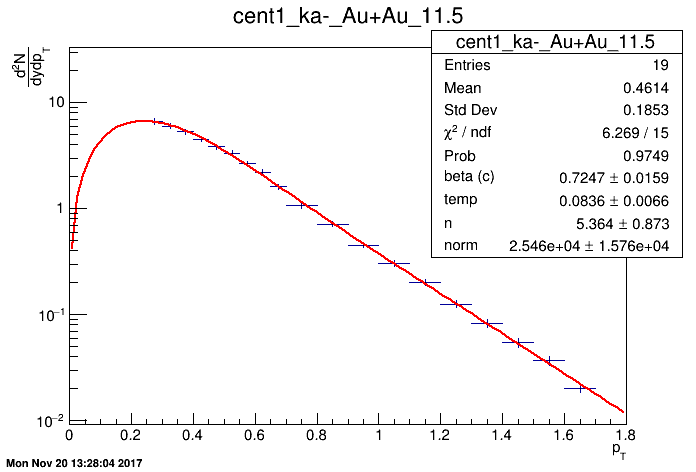 cent1_ka-_Au+Au_11.5
d²N
dydp_T
cent1_ka-_Au+Au_11.5
Entries 19
Mean 0.4614
Std Dev 0.1853
χ² / ndf 6.269 / 15
Prob 0.9749
beta (c) 0.7247 ± 0.0159
temp 0.0836 ± 0.0066
n 5.364 ± 0.873
norm 2.546e+04 ± 1.576e+04
10
1
10⁻¹
10⁻²
0 0.2 0.4 0.6 0.8 1 1.2 1.4 1.6 1.8
p_T
Mon Nov 20 13:28:04 2017